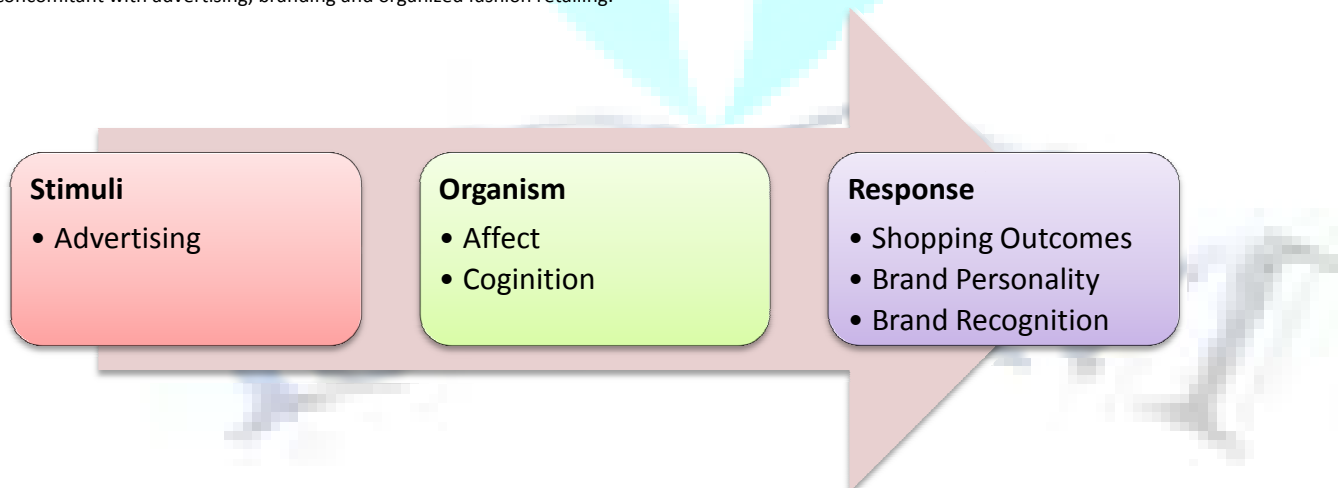 concomitant with advertising, branding and organized fashion retailing.
Stimuli
• Advertising
Organism
• Affect
• Coginition
Response
• Shopping Outcomes
• Brand Personality
• Brand Recognition